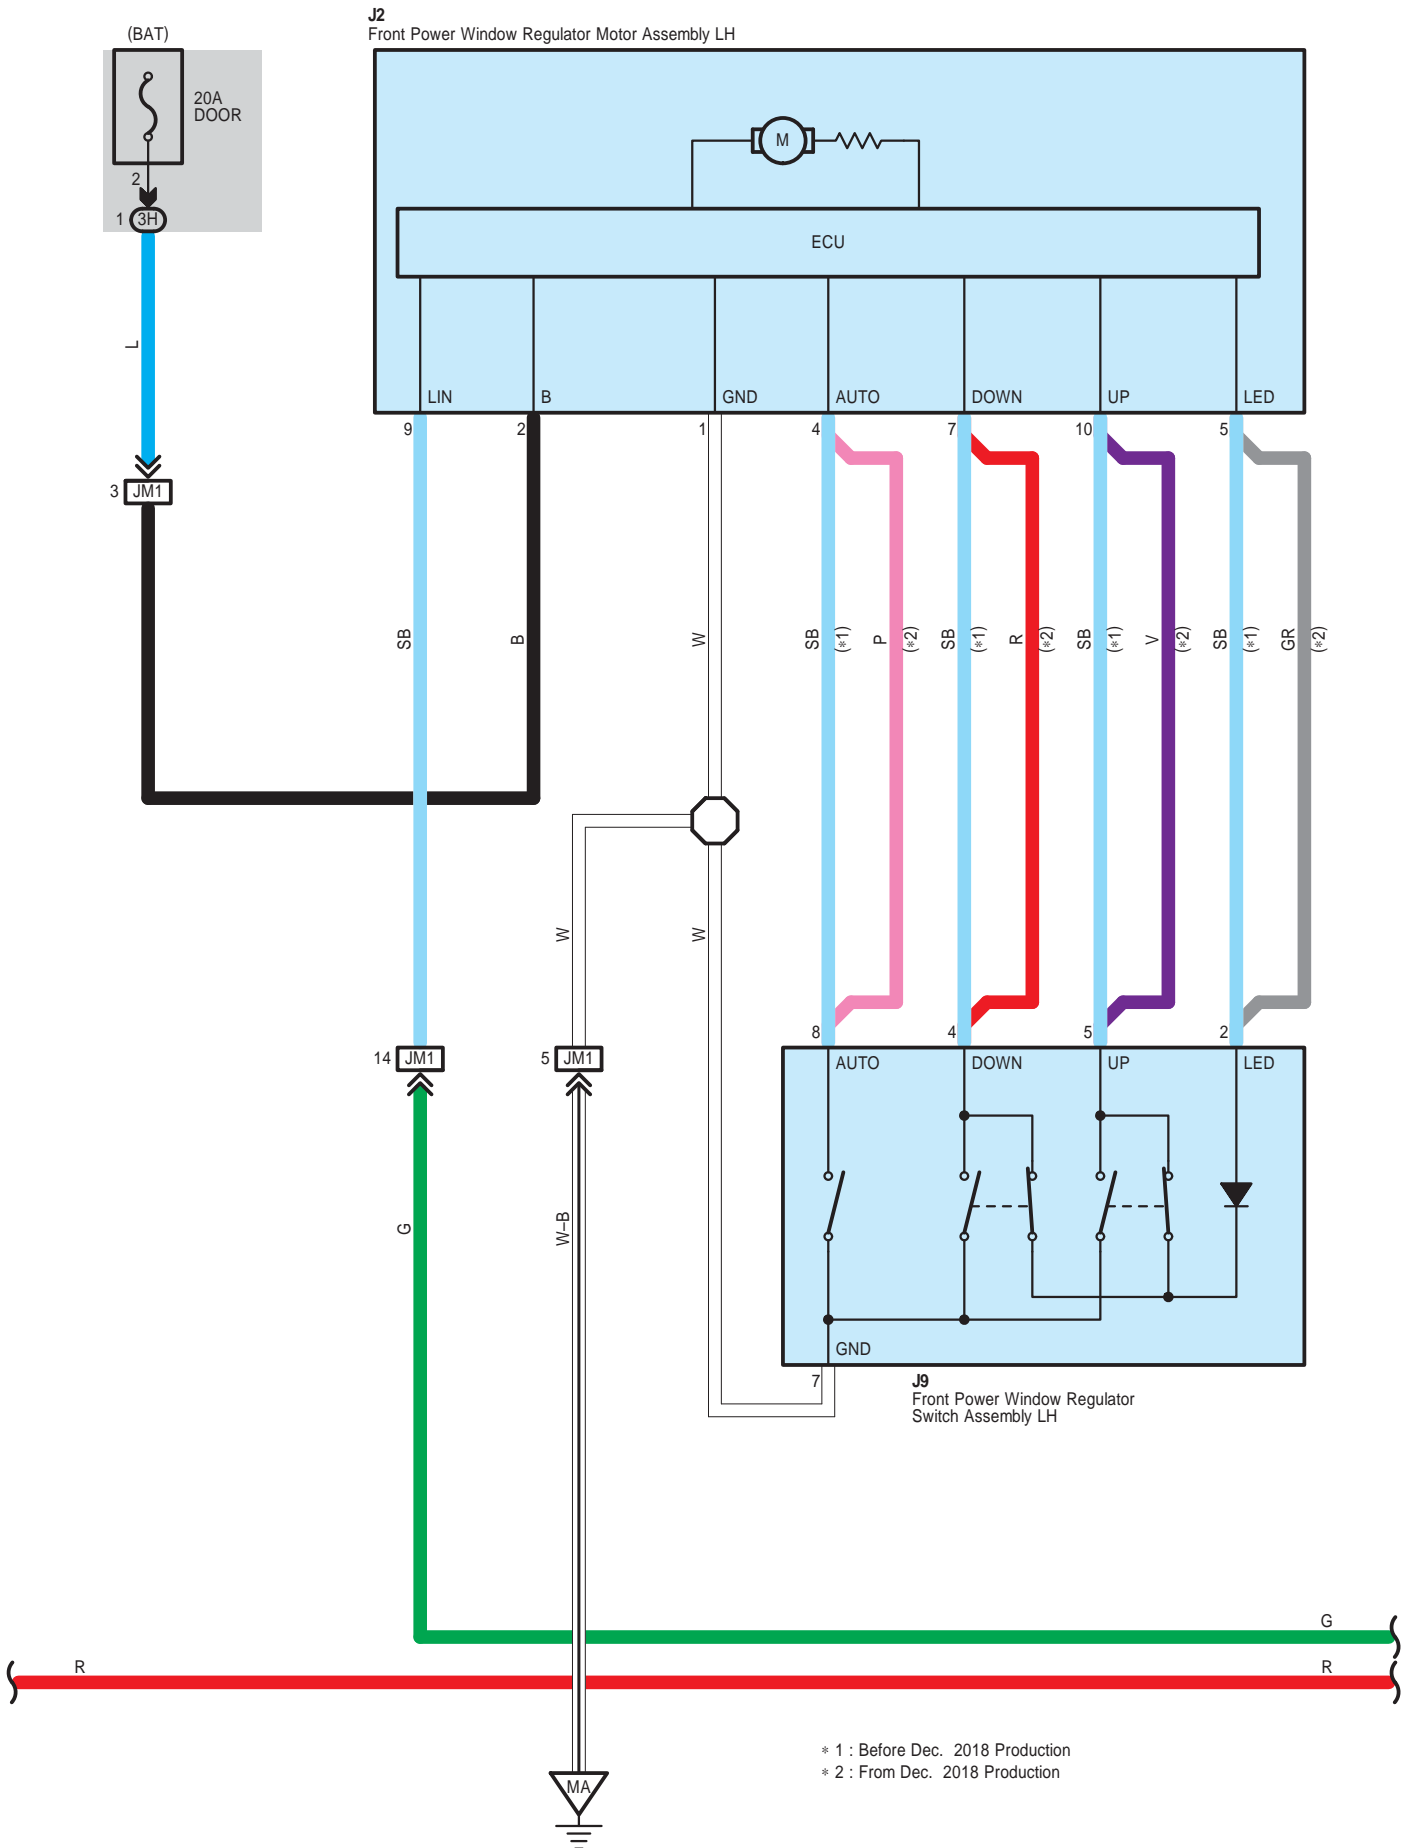 J2
Front Power Window Regulator Motor Assembly LH
(BAT)
20A
DOOR
2
1 3H
M
ECU
LIN B GND AUTO DOWN UP LED
9 2 1 4 7 10 5
L
3 JM1
SB B W SB (*1) P (*2) SB (*1) R (*2) SB (*1) V (*2) SB (*1) GR (*2)
W W
8 4 5 2
14 JM1 5 JM1
AUTO DOWN UP LED
G W-B
GND
7
J9
Front Power Window Regulator
Switch Assembly LH
G
R R
* 1 : Before Dec. 2018 Production
* 2 : From Dec. 2018 Production
MA